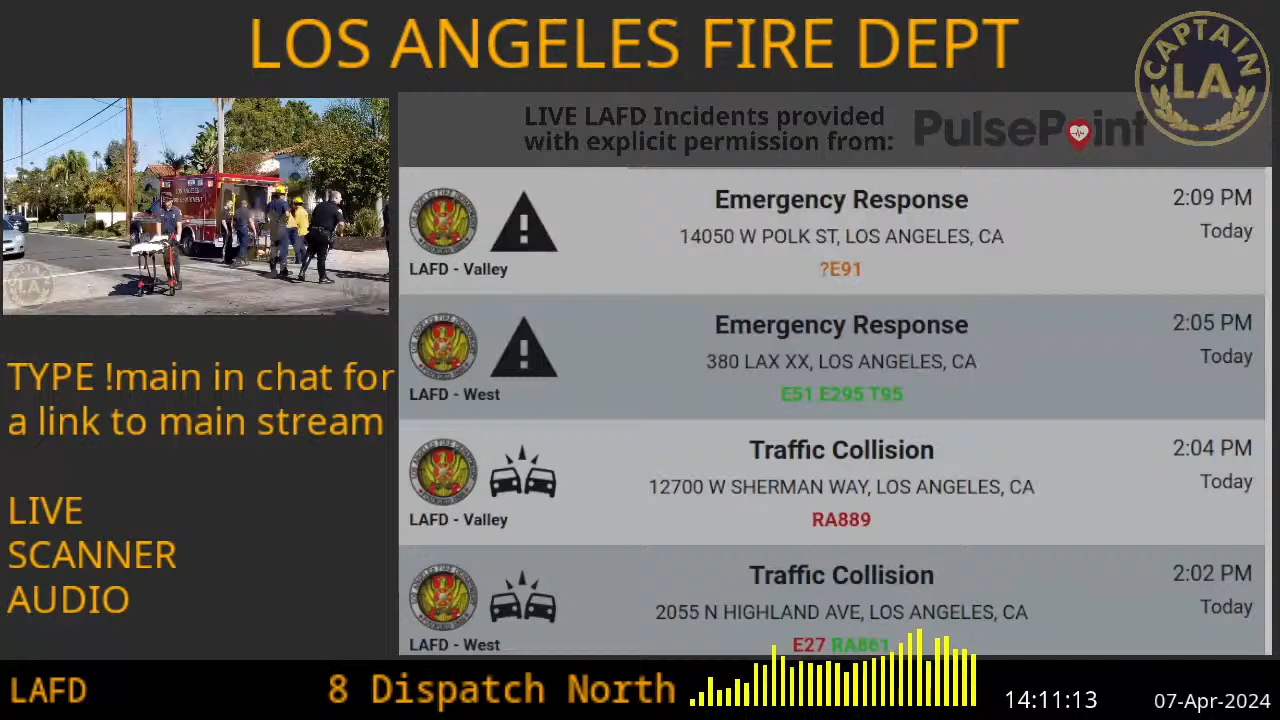 LOS ANGELES FIRE DEPT
CAPTAIN
LA
LIVE LAFD Incidents provided
with explicit permission from:
PulsePoint
Emergency Response
2:09 PM
14050 W POLK ST, LOS ANGELES, CA
Today
LAFD - Valley
?E91
Emergency Response
2:05 PM
380 LAX XX, LOS ANGELES, CA
Today
LAFD - West
E51 E295 T95
Traffic Collision
2:04 PM
12700 W SHERMAN WAY, LOS ANGELES, CA
Today
LAFD - Valley
RA889
Traffic Collision
2:02 PM
2055 N HIGHLAND AVE, LOS ANGELES, CA
Today
LAFD - West
E27 RA861
TYPE !main in chat for
a link to main stream
LIVE
SCANNER
AUDIO
LAFD
8 Dispatch North
14:11:13
07-Apr-2024